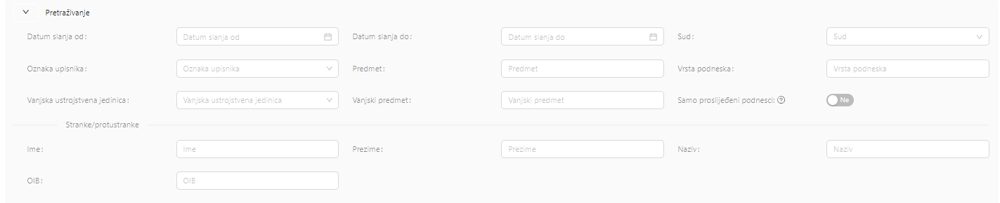 Pretraživanje
Datum slanja od: Datum slanja od Datum slanja do: Datum slanja do Sud: Sud
Oznaka upisnika: Oznaka upisnika Predmet: Predmet Vrsta podneska: Vrsta podneska
Vanjska ustrojstvena jedinica: Vanjska ustrojstvena jedinica Vanjski predmet: Vanjski predmet Samo proslijeđeni podnesci: ? Ne
Stranke/protustranke
Ime: Ime Prezime: Prezime Naziv: Naziv
OIB: OIB